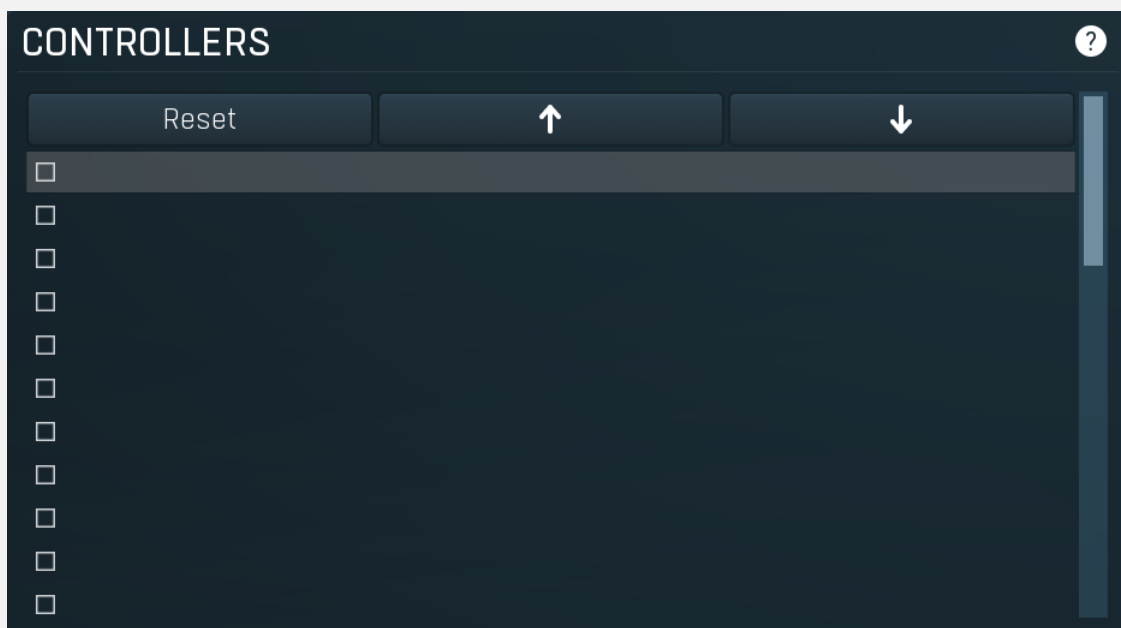 CONTROLLERS ?
Reset ↑ ↓